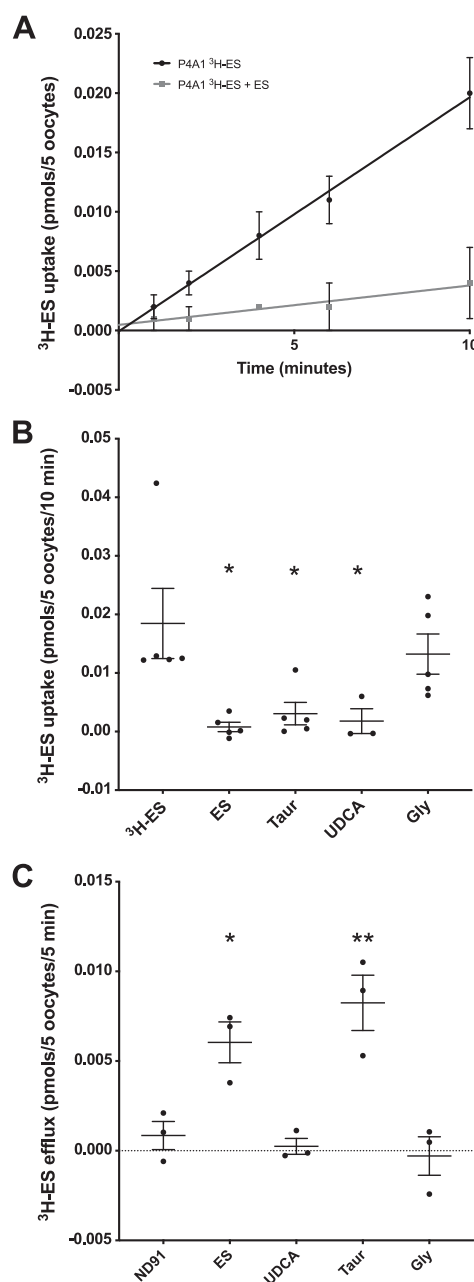 A
P4A1 ³H-ES
P4A1 ³H-ES + ES
³H-ES uptake (pmols/5 oocytes)
0.025
0.020
0.015
0.010
0.005
0.000
-0.005
5
10
Time (minutes)
B
³H-ES uptake (pmols/5 oocytes/10 min)
0.05
0.04
0.03
0.02
0.01
0.00
-0.01
* * *
³H-ES ES Taur UDCA Gly
C
³H-ES efflux (pmols/5 oocytes/5 min)
0.015
0.010
0.005
0.000
-0.005
* **
ND91 ES UDCA Taur Gly